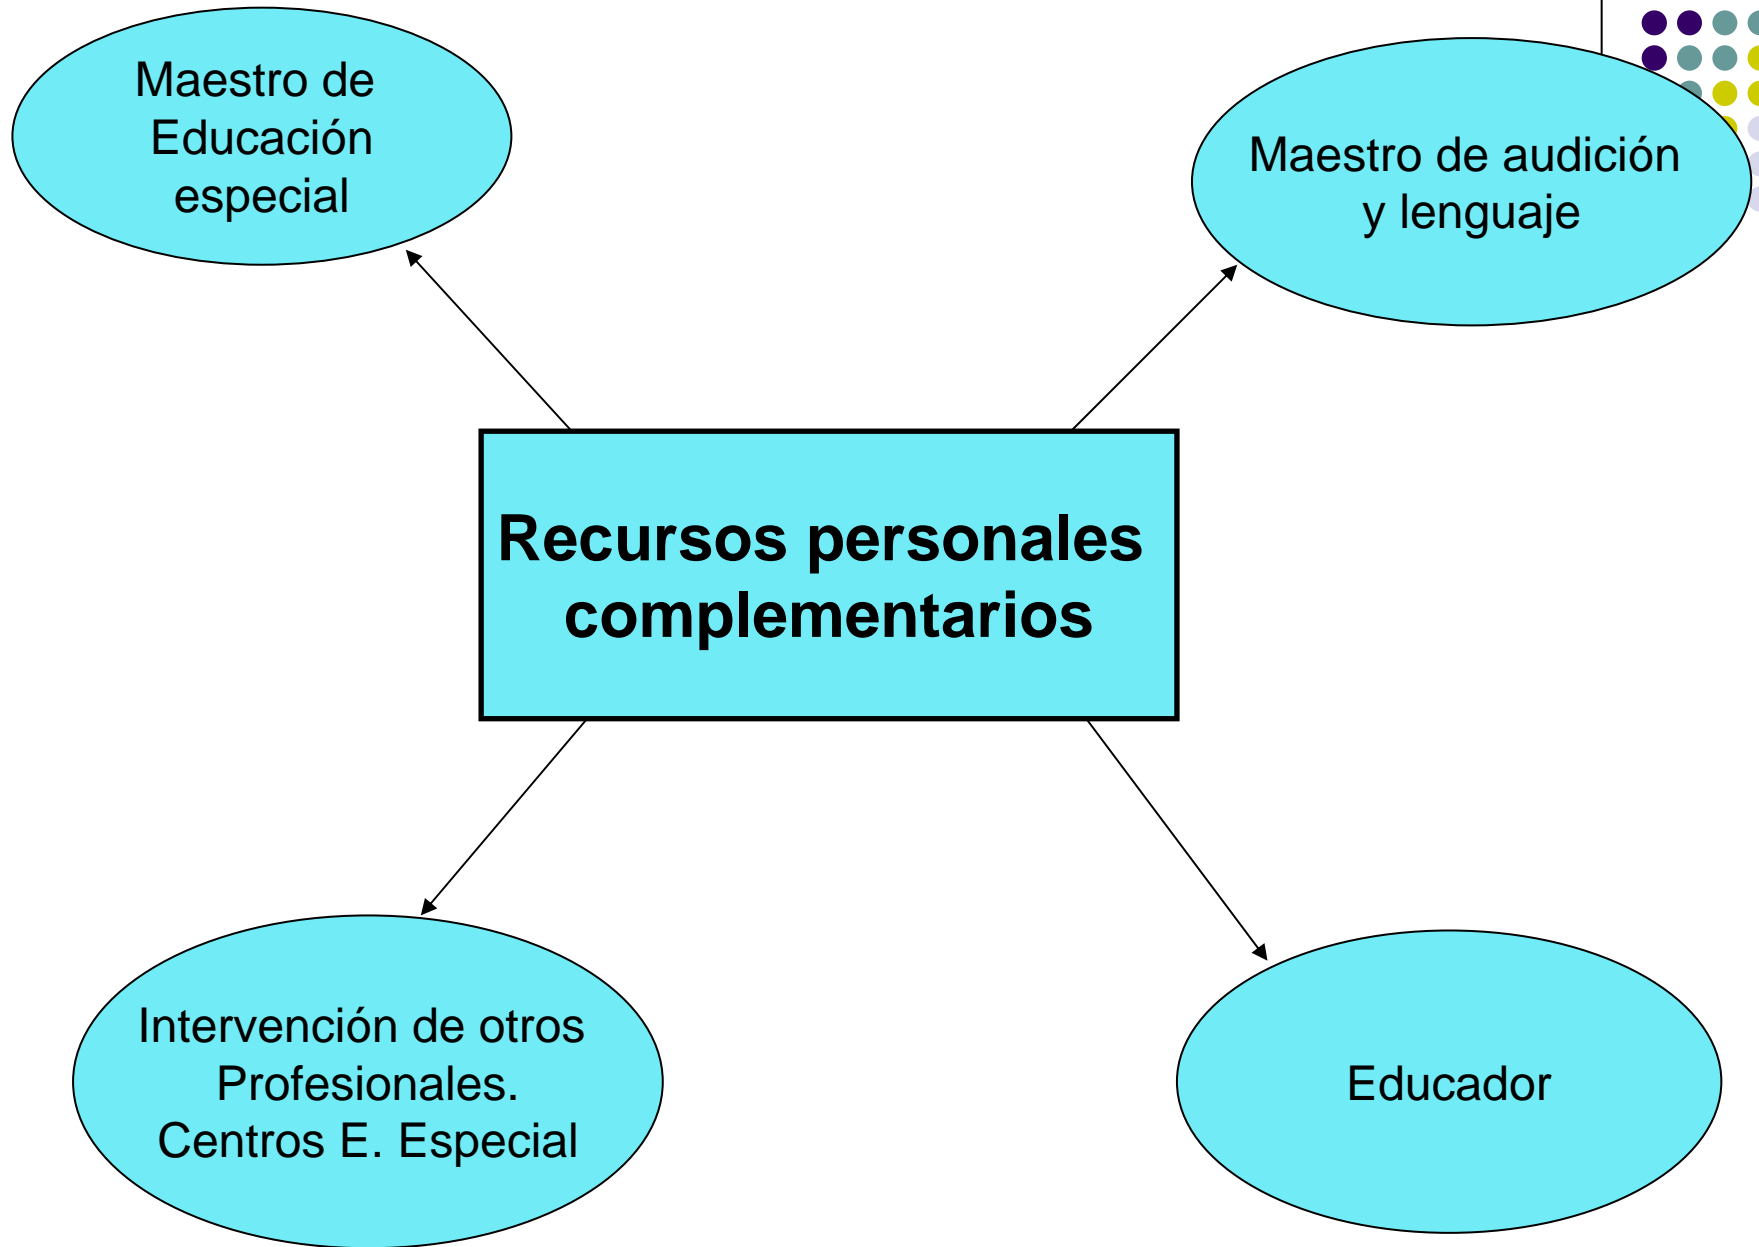 Maestro de
Educación
especial
Maestro de audición
y lenguaje
Recursos personales
complementarios
Intervención de otros
Profesionales.
Centros E. Especial
Educador